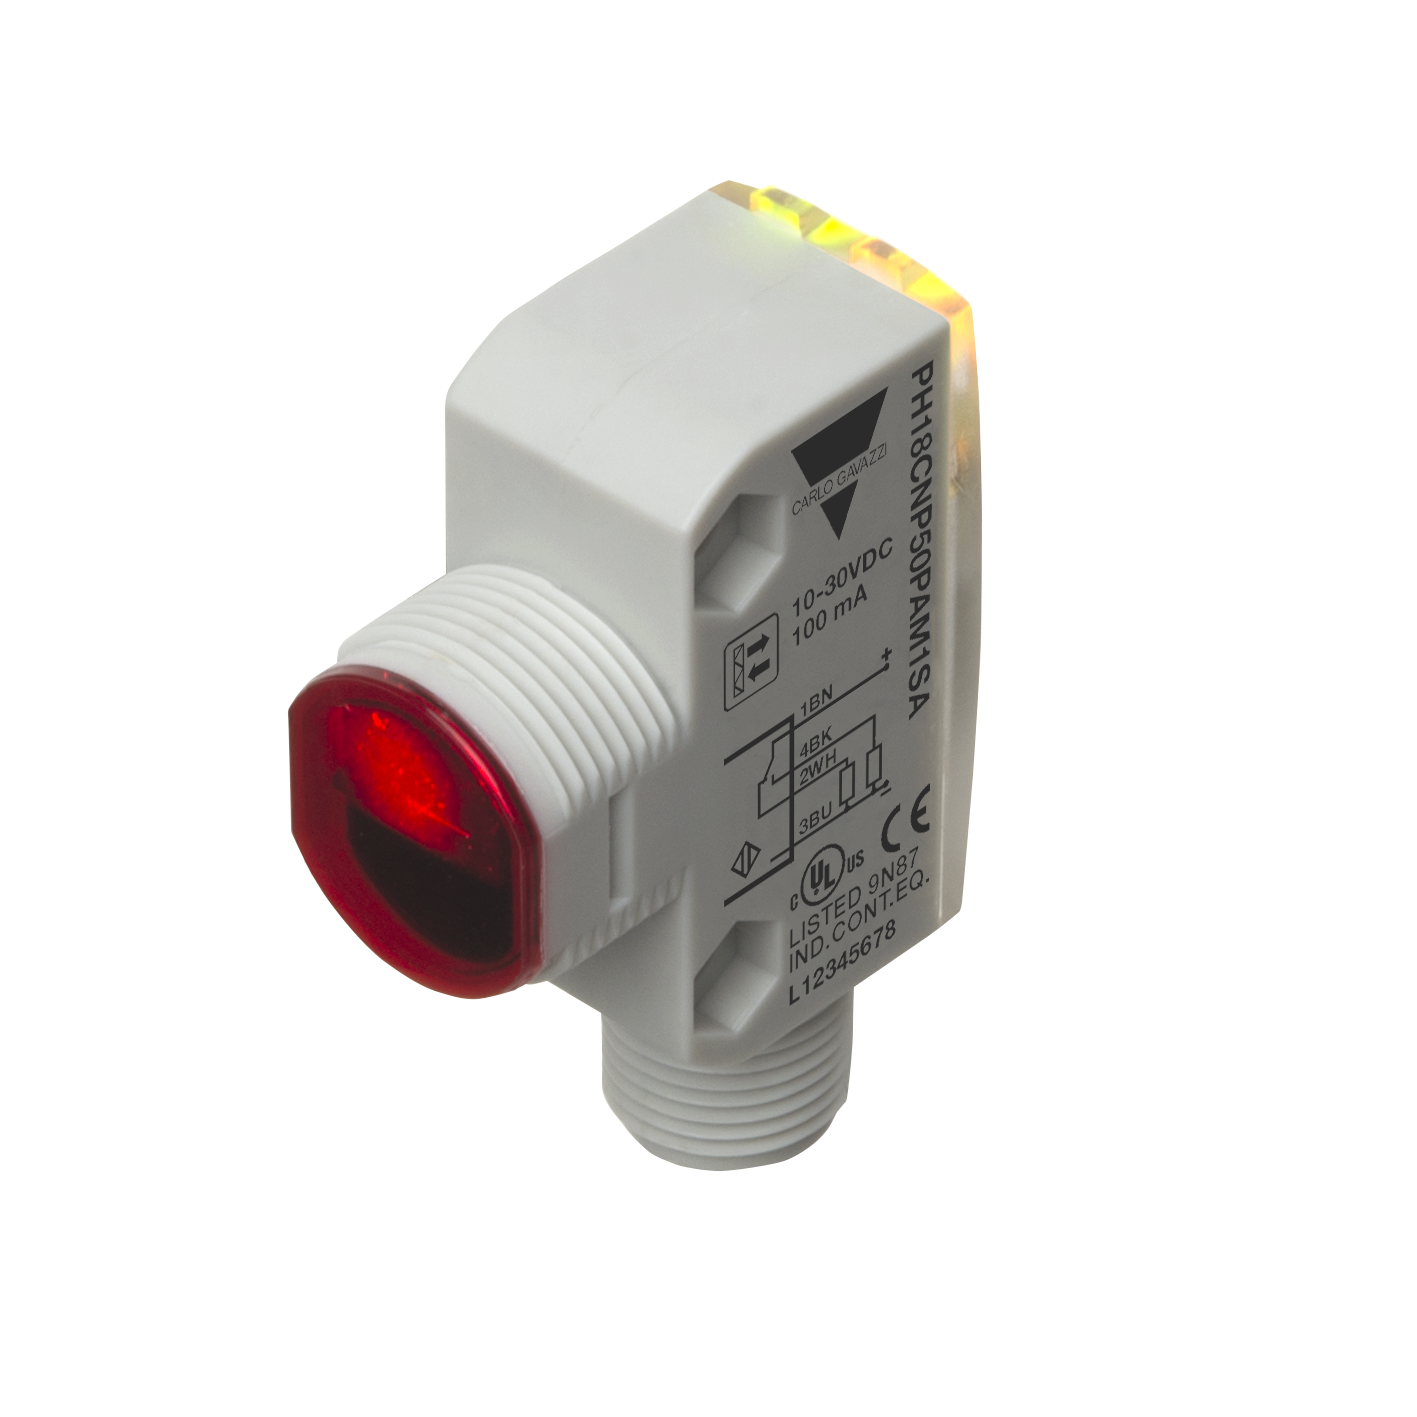 PH18CNP50PAM1SA
CARLO GAVAZZI
10-30VDC
100 mA
+
1BN
4BK
2WH
3BU
-
CE
C UL US
LISTED 9N87
IND. CONT.EQ.
L12345678